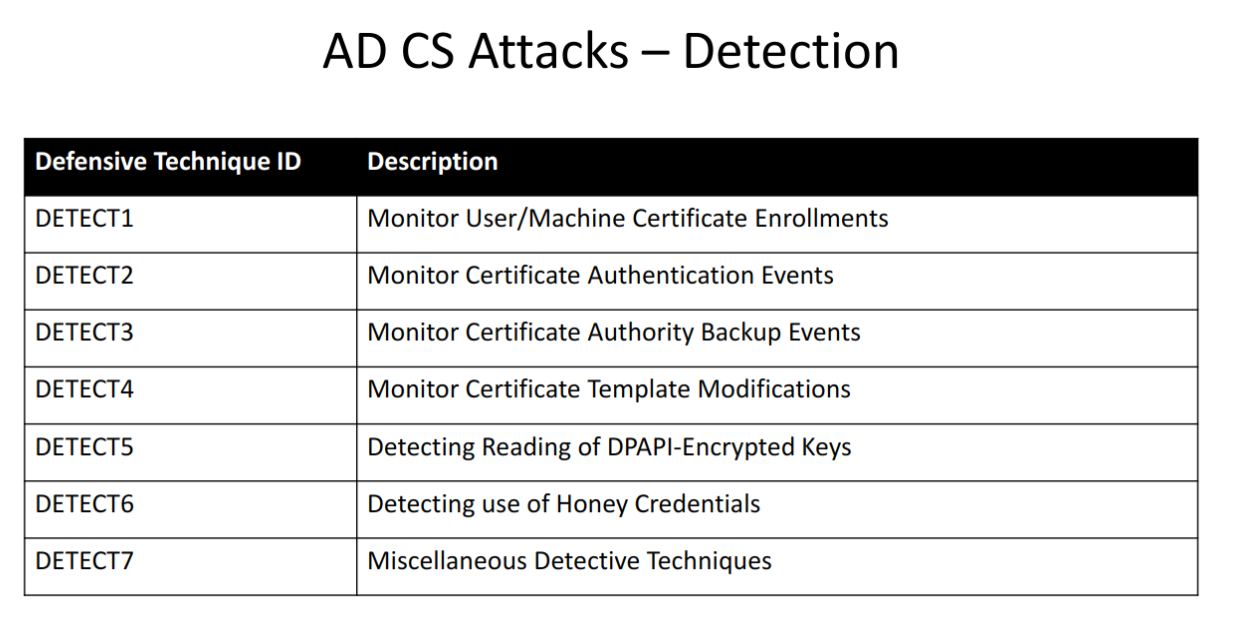 AD CS Attacks – Detection
Defensive Technique ID Description
DETECT1 Monitor User/Machine Certificate Enrollments
DETECT2 Monitor Certificate Authentication Events
DETECT3 Monitor Certificate Authority Backup Events
DETECT4 Monitor Certificate Template Modifications
DETECT5 Detecting Reading of DPAPI-Encrypted Keys
DETECT6 Detecting use of Honey Credentials
DETECT7 Miscellaneous Detective Techniques